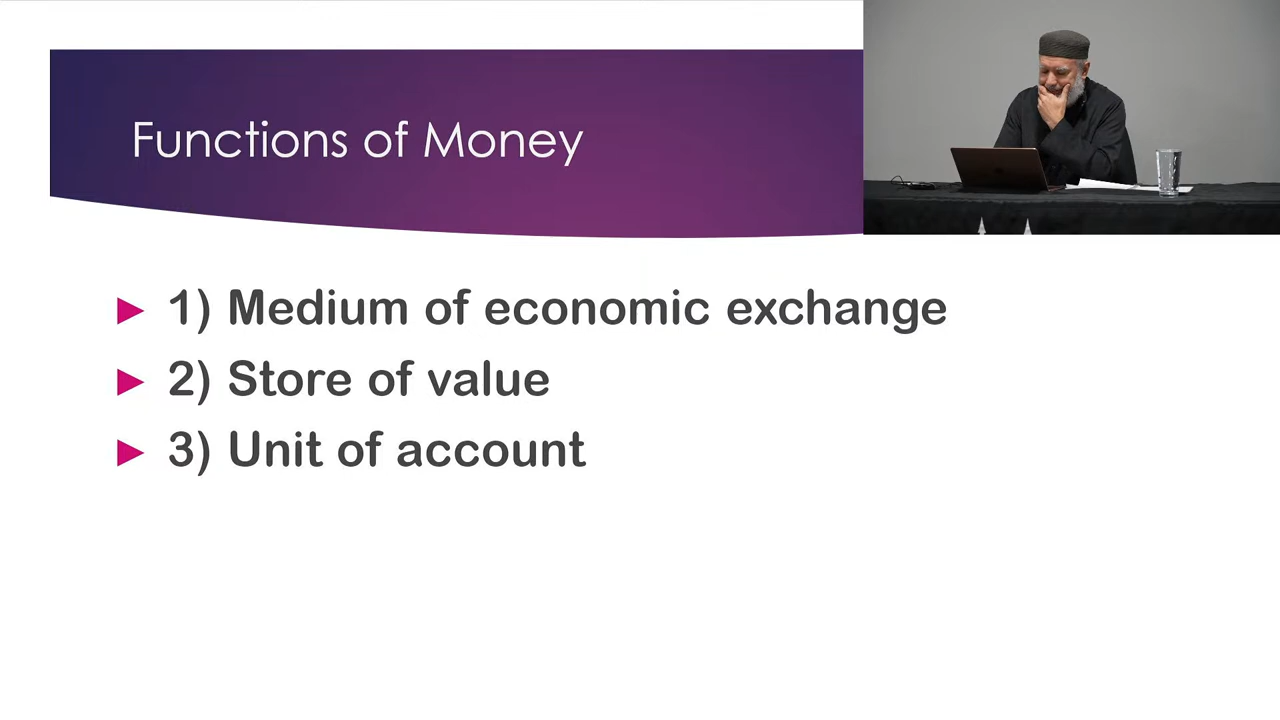 Functions of Money
1) Medium of economic exchange
2) Store of value
3) Unit of account